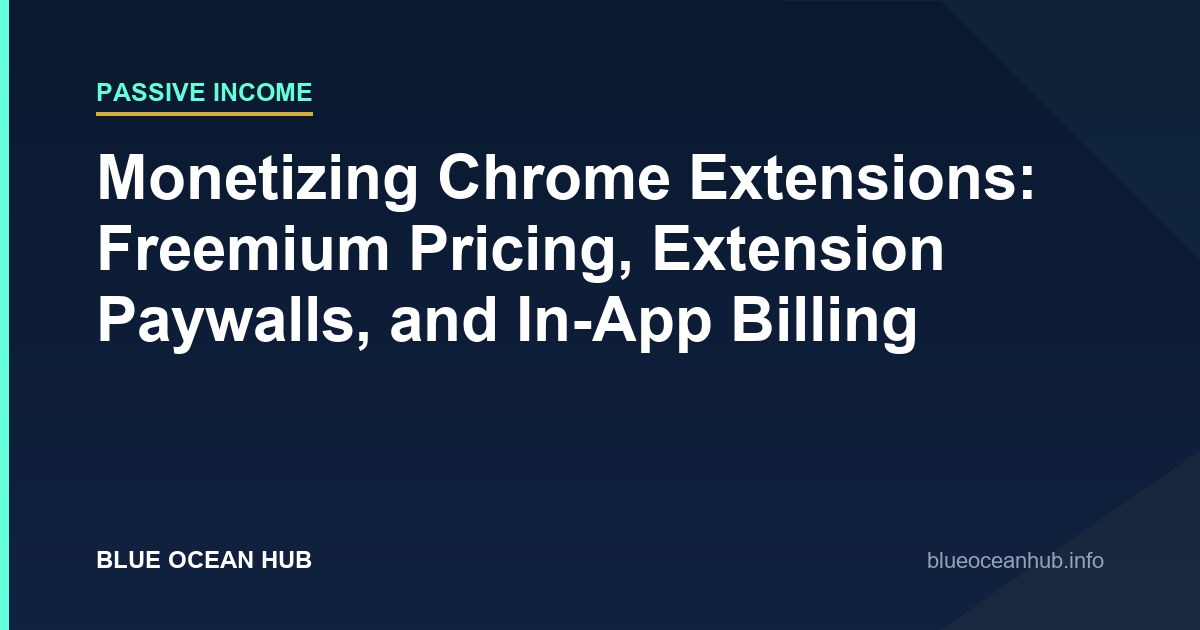 PASSIVE INCOME
Monetizing Chrome Extensions:
Freemium Pricing, Extension
Paywalls, and In-App Billing
BLUE OCEAN HUB
blueoceanhub.info